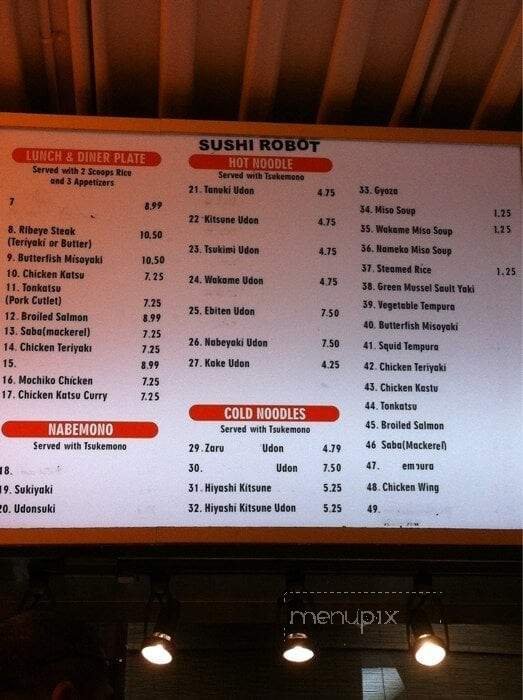 SUSHI ROBOT
LUNCH & DINER PLATE
Served with 2 Scoops Rice
and 3 Appetizers
7 8.99
8. Ribeye Steak
(Teriyaki or Butter) 10.50
9. Butterfish Misoyaki 10.50
10. Chicken Katsu 7.25
11. Tonkatsu
(Pork Cutlet) 7.25
12. Broiled Salmon 8.99
13. Saba(mackerel) 7.25
14. Chicken Teriyaki 7.25
15. 8.99
16. Mochiko Chicken 7.25
17. Chicken Katsu Curry 7.25
NABEMONO
Served with Tsukemono
18.
19. Sukiyaki
20. Udonsuki
HOT NOODLE
Served with Tsukemono
21. Tanuki Udon 4.75
22 Kitsune Udon 4.75
23. Tsukimi Udon 4.75
24. Wakame Udon 4.75
25. Ebiten Udon 7.50
26. Nabeyaki Udon 7.50
27. Kake Udon 4.25
COLD NOODLES
Served with Tsukemono
29. Zaru Udon 4.79
30. Udon 7.50
31. Hiyashi Kitsune 5.25
32. Hiyashi Kitsune Udon 5.25
33. Gyoza
34. Miso Soup 1.25
35. Wakame Miso Soup 1.25
36. Nameko Miso Soup
37. Steamed Rice 1.25
38. Green Mussel Sault Yaki
39. Vegetable Tempura
40. Butterfish Misoyaki
41. Squid Tempura
42. Chicken Teriyaki
43. Chicken Kastu
44. Tonkatsu
45. Broiled Salmon
46 Saba(Mackerel)
47. em ura
48. Chicken Wing
49.
menupix